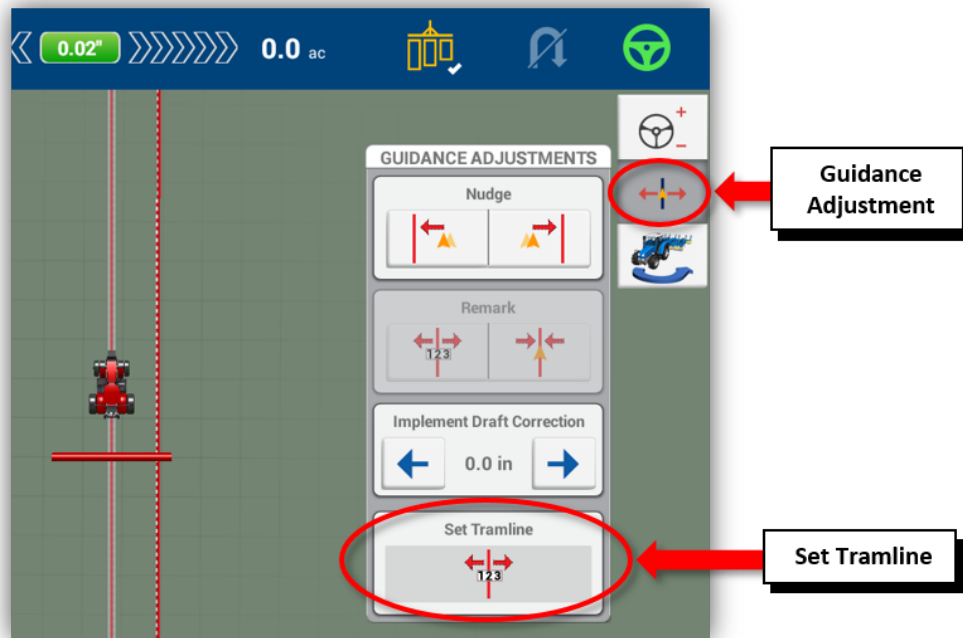 0.02"
0.0 ac
GUIDANCE ADJUSTMENTS
Nudge
Remark
123
Implement Draft Correction
0.0 in
Set Tramline
123
Guidance
Adjustment
Set Tramline